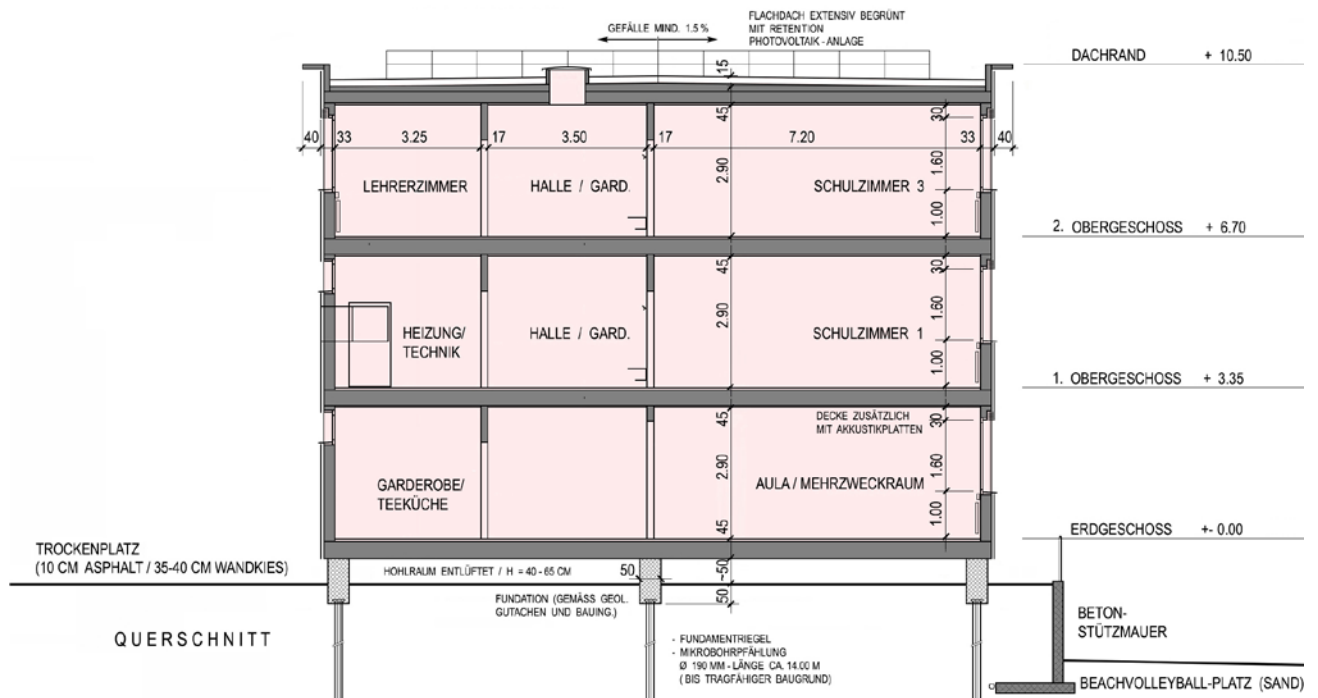 FLACHDACH EXTENSIV BEGRÜNT
MIT RETENTION
PHOTOVOLTAIK - ANLAGE
GEFÄLLE MIND. 1.5 %
DACHRAND + 10.50
15
45
30
40 33 3.25 17 3.50 17 7.20 33 40
2.90
1.60
LEHRERZIMMER HALLE / GARD. SCHULZIMMER 3
1.00
2. OBERGESCHOSS + 6.70
45
30
2.90
1.60
HEIZUNG/
TECHNIK
HALLE / GARD. SCHULZIMMER 1
1.00
1. OBERGESCHOSS + 3.35
45
30
DECKE ZUSÄTZLICH
MIT AKKUSTIKPLATTEN
2.90
1.60
GARDEROBE/
TEEKÜCHE
AULA / MEHRZWECKRAUM
1.00
45
ERDGESCHOSS +- 0.00
TROCKENPLATZ
(10 CM ASPHALT / 35-40 CM WANDKIES)
HOHLRAUM ENTLÜFTET / H = 40 - 65 CM
50
~50
50
FUNDATION (GEMÄSS GEOL.
GUTACHEN UND BAUING.)
QUERSCHNITT
- FUNDAMENTRIEGEL
- MIKROBOHRPFÄHLUNG
Ø 190 MM - LÄNGE CA. 14.00 M
( BIS TRAGFÄHIGER BAUGRUND)
BETON-
STÜTZMAUER
BEACHVOLLEYBALL-PLATZ (SAND)